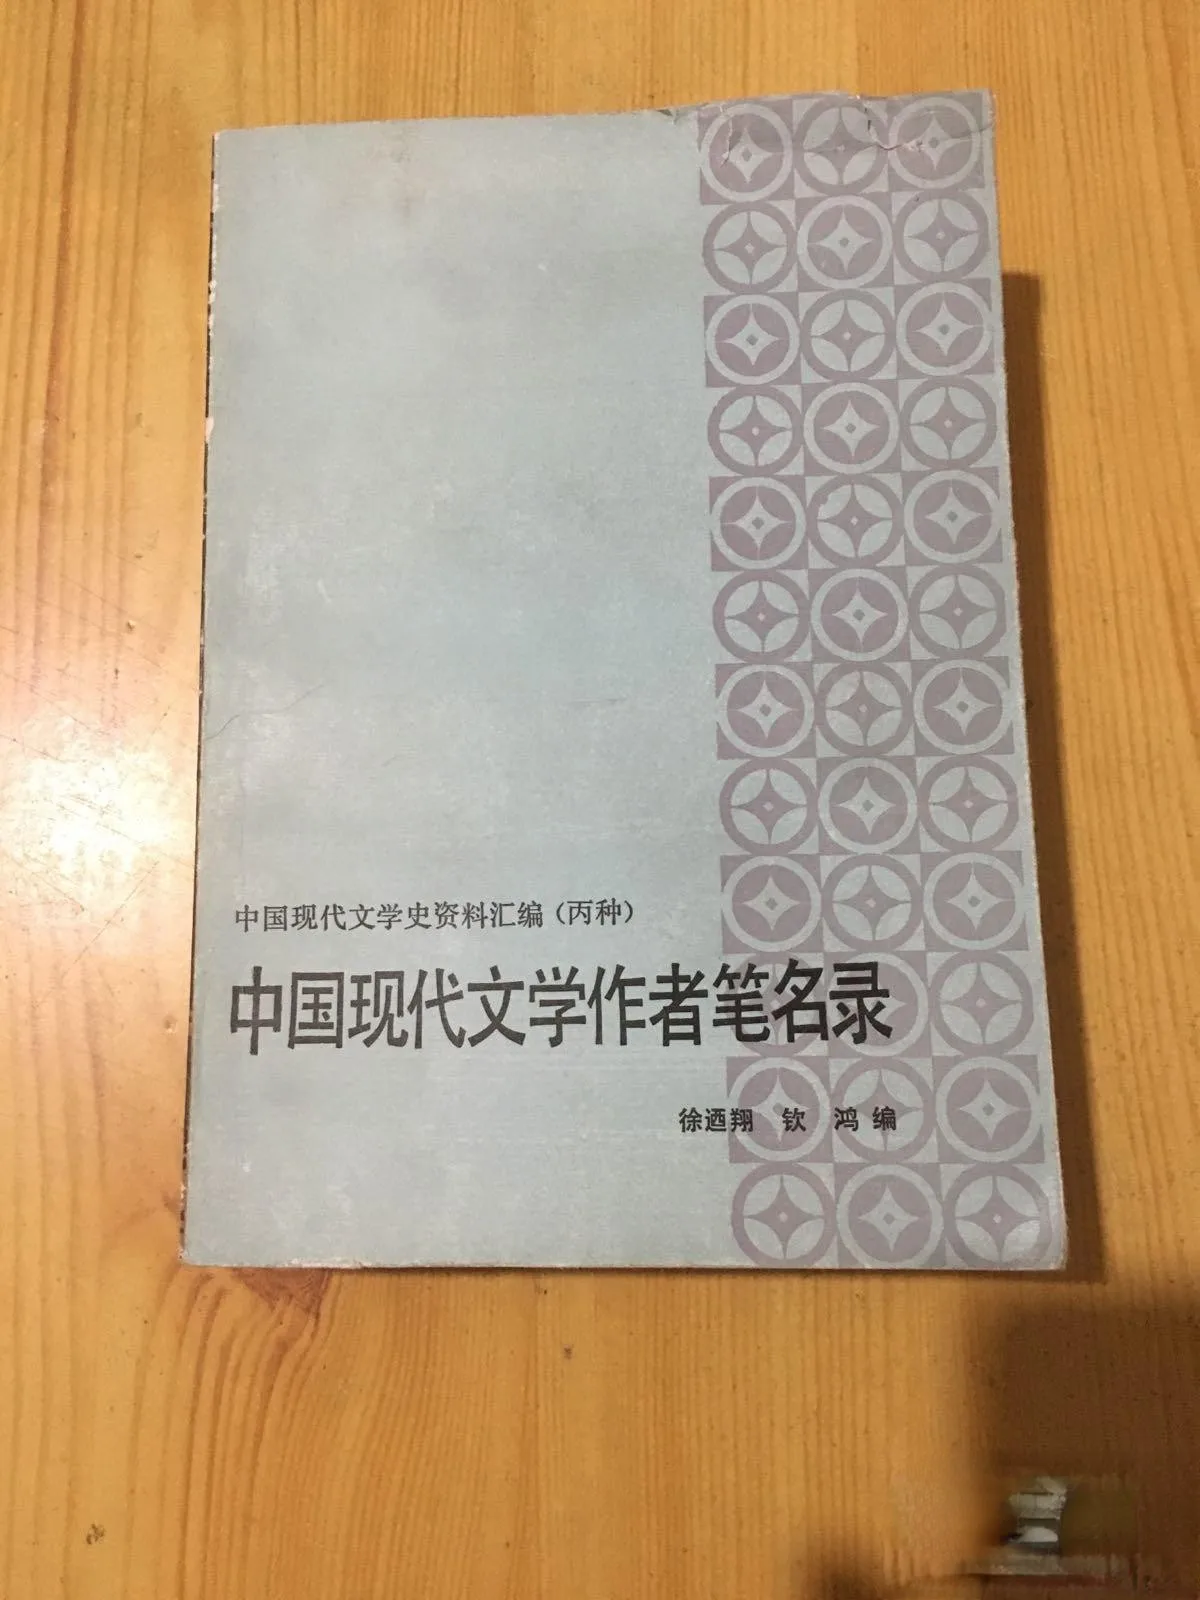 中国现代文学史资料汇编（丙种）
中国现代文学作者笔名录
徐迺翔 钦 鸿 编